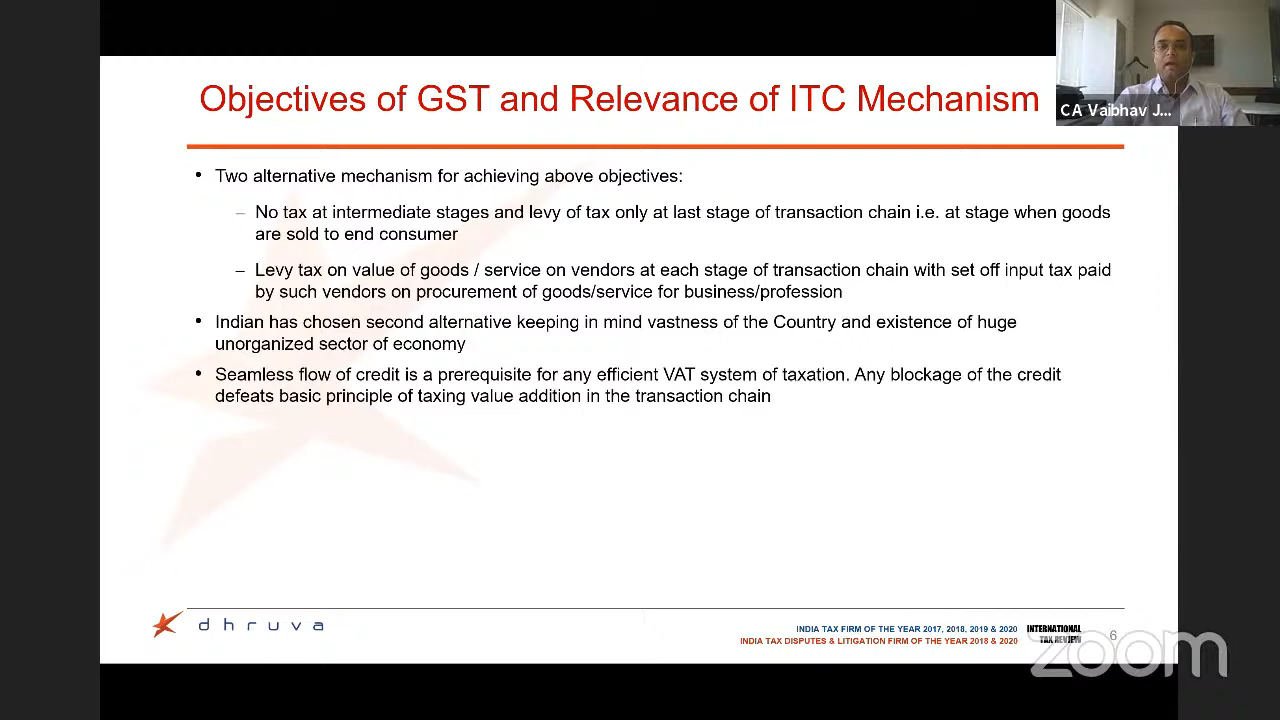 Objectives of GST and Relevance of ITC Mechanism
CA Vaibhav J...
• Two alternative mechanism for achieving above objectives:
– No tax at intermediate stages and levy of tax only at last stage of transaction chain i.e. at stage when goods
are sold to end consumer
– Levy tax on value of goods / service on vendors at each stage of transaction chain with set off input tax paid
by such vendors on procurement of goods/service for business/profession
• Indian has chosen second alternative keeping in mind vastness of the Country and existence of huge
unorganized sector of economy
• Seamless flow of credit is a prerequisite for any efficient VAT system of taxation. Any blockage of the credit
defeats basic principle of taxing value addition in the transaction chain
dhruva
INDIA TAX FIRM OF THE YEAR 2017, 2018, 2019 & 2020
INDIA TAX DISPUTES & LITIGATION FIRM OF THE YEAR 2018 & 2020
INTERNATIONAL
TAX REVIEW
6
zoom